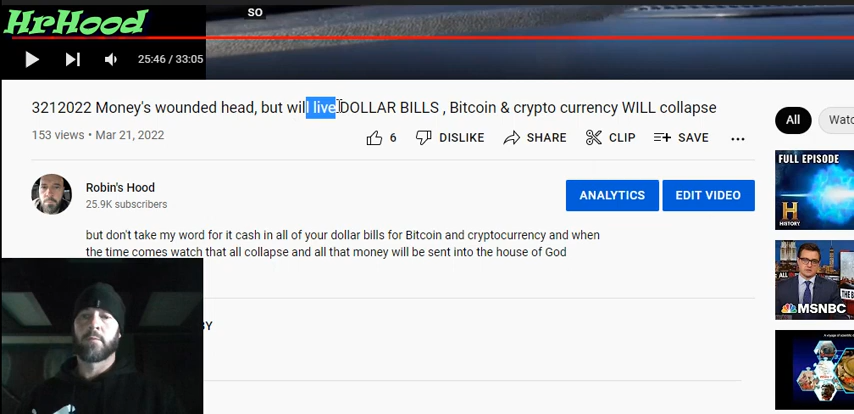 HrHood
SO
25:46 / 33:05
3212022 Money's wounded head, but will live DOLLAR BILLS , Bitcoin & crypto currency WILL collapse
153 views • Mar 21, 2022
6 DISLIKE SHARE CLIP SAVE ...
All Watc
Robin's Hood
25.9K subscribers
ANALYTICS EDIT VIDEO
but don't take my word for it cash in all of your dollar bills for Bitcoin and cryptocurrency and when
the time comes watch that all collapse and all that money will be sent into the house of God
BY
FULL EPISODE
H
HISTORY
ALL
THE B
MSNBC